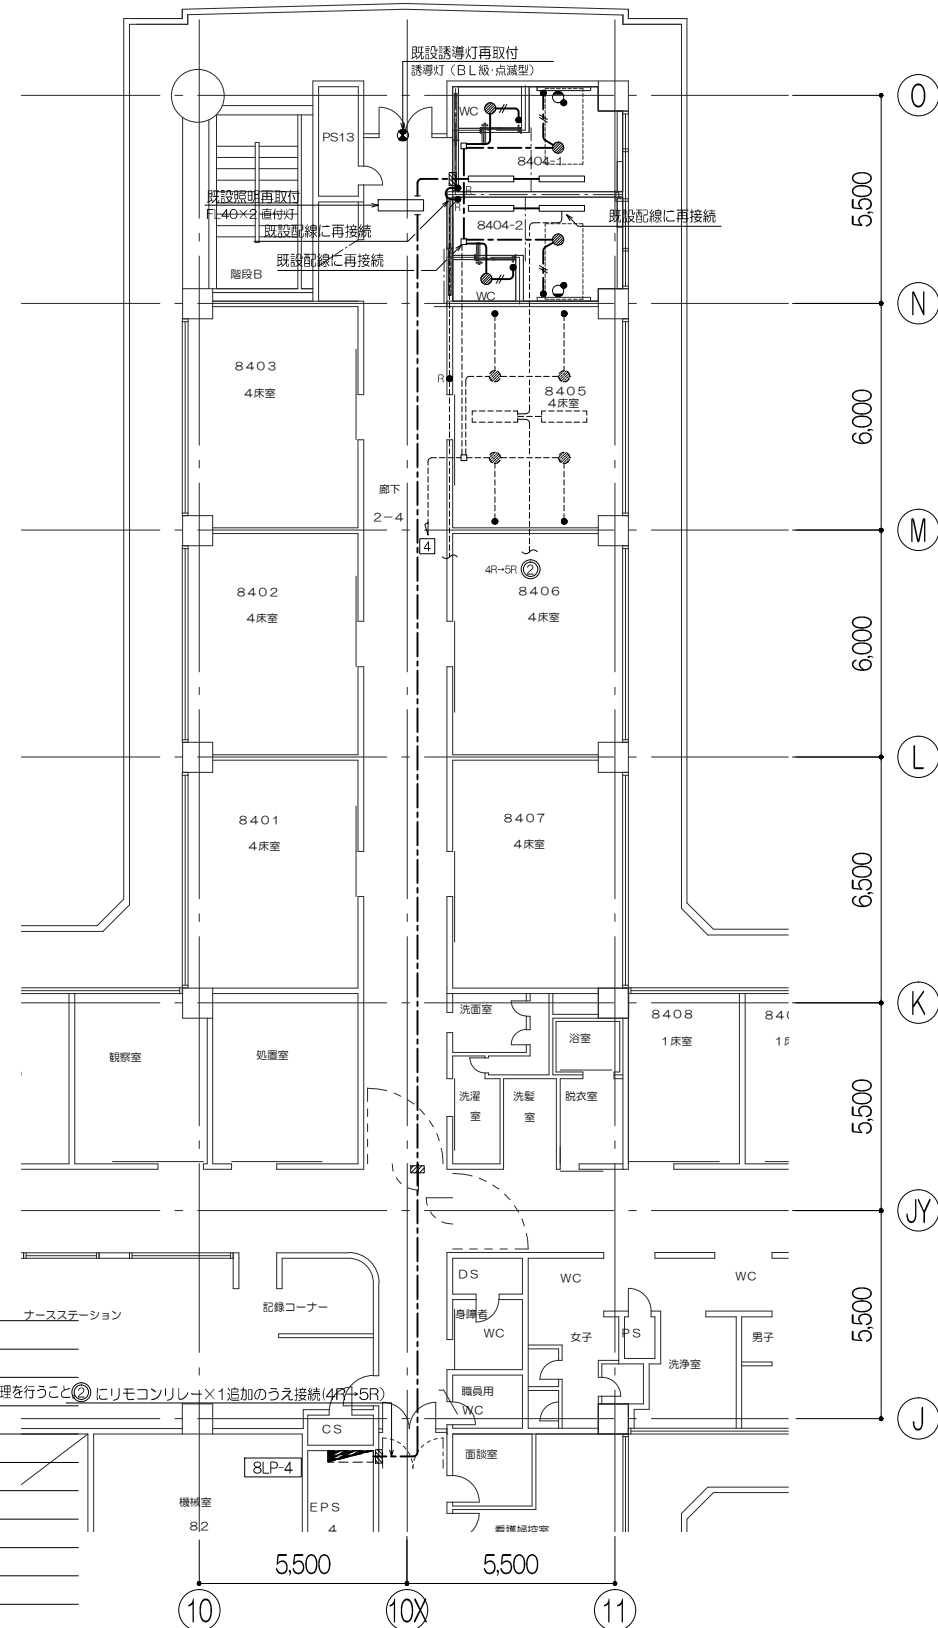 既設誘導灯再取付
誘導灯（ＢＬ級・点滅型）
O
WC
PS13
8404-1
5,500
既設照明再取付
FL40×2 直付灯
R
R
既設配線に再接続
8404-2
既設配線に再接続
既設配線に再接続
階段B
WC
N
8403
4床室
R
8405
4床室
6,000
廊下
2-4
M
4
4R→5R ②
8402
4床室
8406
4床室
6,000
L
8401
4床室
8407
4床室
6,500
K
洗面室
浴室
8408
1床室
840
観察室
処置室
洗濯室
洗髪室
脱衣室
5,500
JY
DS
WC
WC
ナースステーション
記録コーナー
身障者
WC
女子
PS
男子
洗浄室
5,500
理を行うこと② にリモコンリレー×1追加のうえ接続(4R→5R)
職員用
WC
J
CS
8LP-4
面談室
機械室
82
EPS
4
看護婦控室
5,500
5,500
10
10X
11